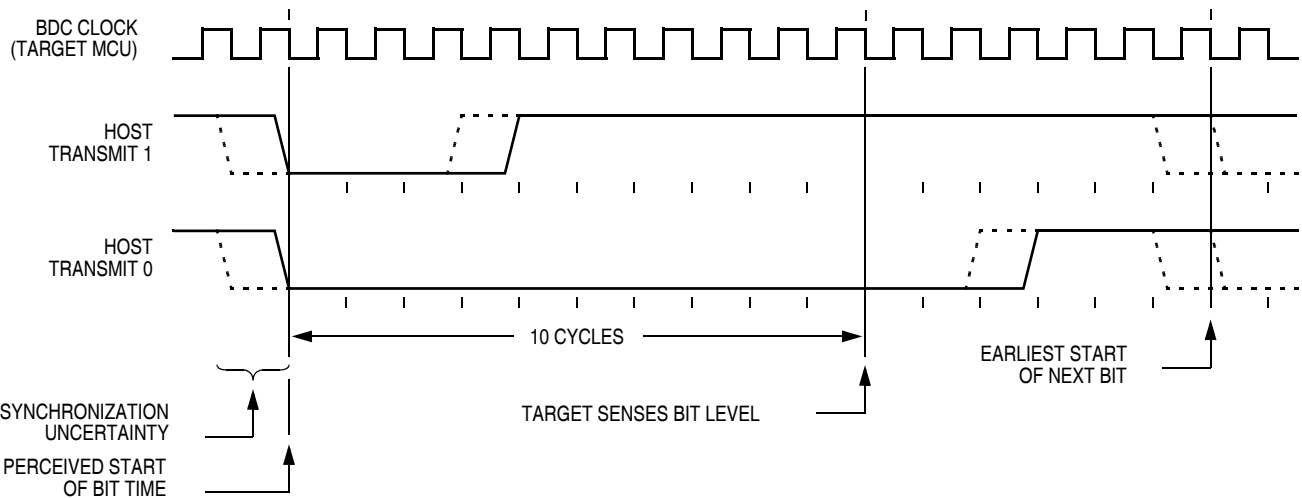 BDC CLOCK
(TARGET MCU)
HOST
TRANSMIT 1
HOST
TRANSMIT 0
10 CYCLES
EARLIEST START
OF NEXT BIT
SYNCHRONIZATION
UNCERTAINTY
TARGET SENSES BIT LEVEL
PERCEIVED START
OF BIT TIME